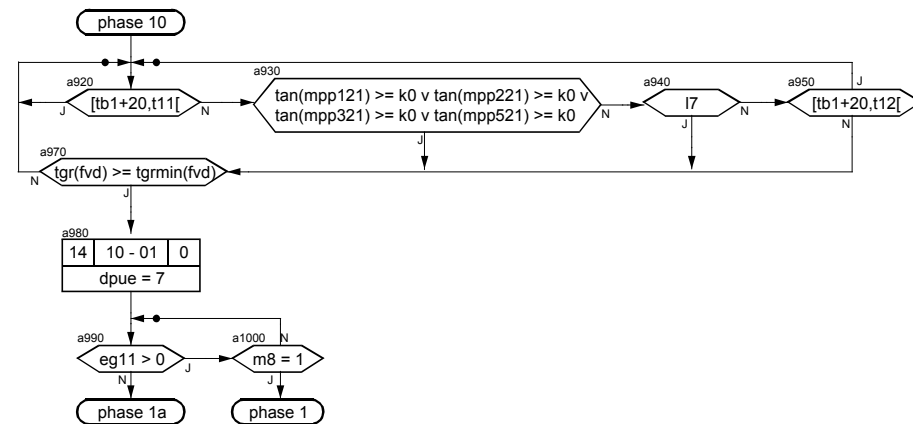 phase 10
a920
[tb1+20,t11[
J
N
a930
tan(mpp121) >= k0 v tan(mpp221) >= k0 v
tan(mpp321) >= k0 v tan(mpp521) >= k0
J
N
a940
l7
J
N
a950
[tb1+20,t12[
J
N
a970
tgr(fvd) >= tgrmin(fvd)
N
J
a980
14 10 - 01 0
dpue = 7
a990
eg11 > 0
N
J
a1000
m8 = 1
N
J
phase 1a
phase 1